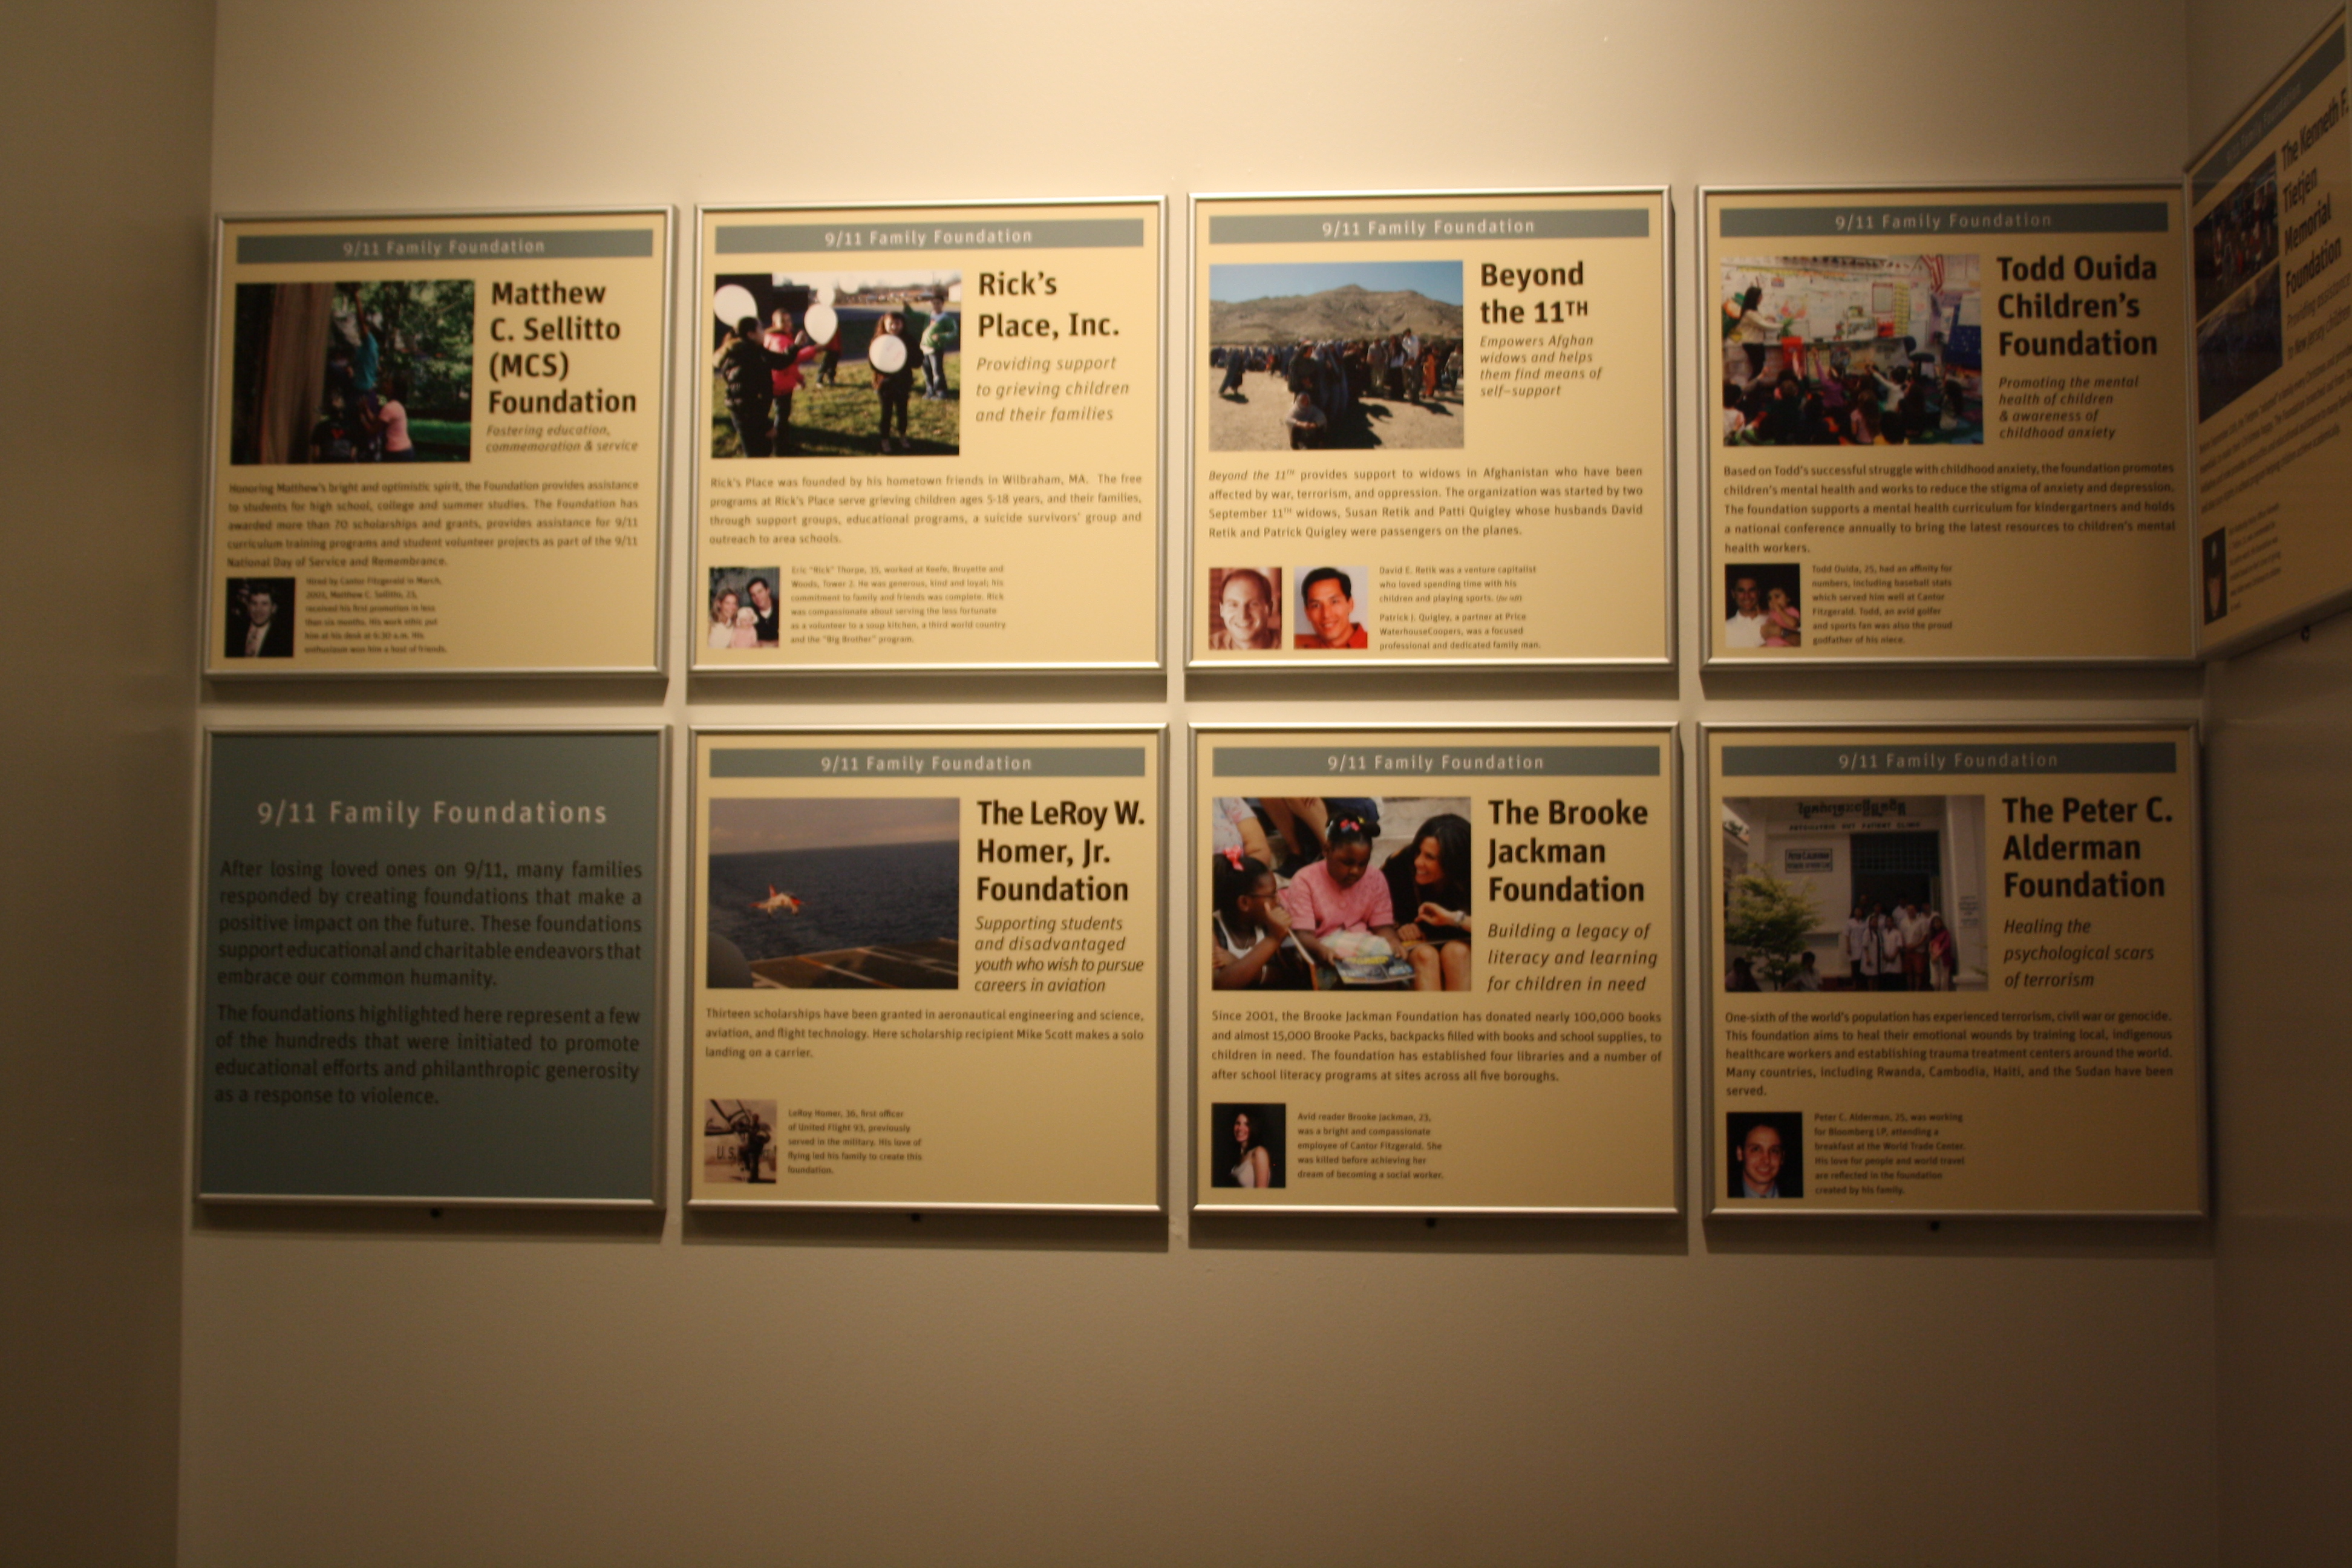 9/11 Family Foundation
Matthew
C. Sellitto
(MCS)
Foundation
Fostering education,
commemoration & service
Honoring Matthew's bright and optimistic spirit, the Foundation provides assistance
to students for high school, college and summer studies. The Foundation has
awarded more than 70 scholarships and grants, provides assistance for 9/11
curriculum training programs and student volunteer projects as part of the 9/11
National Day of Service and Remembrance.
Hired by Cantor Fitzgerald in March,
2001, Matthew C. Sellitto, 23,
received his first promotion in less
than six months. His work ethic put
him at his desk at 6:30 a.m. His
enthusiasm won him a host of friends.
9/11 Family Foundation
Rick's
Place, Inc.
Providing support
to grieving children
and their families
Rick's Place was founded by his hometown friends in Wilbraham, MA. The free
programs at Rick's Place serve grieving children ages 5-18 years, and their families,
through support groups, educational programs, a suicide survivors' group and
outreach to area schools.
Eric "Rick" Thorpe, 35, worked at Keefe, Bruyette and
Woods, Tower 2. He was generous, kind and loyal; his
commitment to family and friends was complete. Rick
was compassionate about serving the less fortunate
as a volunteer to a soup kitchen, a third world country
and the "Big Brother" program.
9/11 Family Foundation
Beyond
the 11TH
Empowers Afghan
widows and helps
them find means of
self-support
Beyond the 11TH provides support to widows in Afghanistan who have been
affected by war, terrorism, and oppression. The organization was started by two
September 11TH widows, Susan Retik and Patti Quigley whose husbands David
Retik and Patrick Quigley were passengers on the planes.
David E. Retik was a venture capitalist
who loved spending time with his
children and playing sports. (far left)
Patrick J. Quigley, a partner at Price
WaterhouseCoopers, was a focused
professional and dedicated family man.
9/11 Family Foundation
Todd Ouida
Children's
Foundation
Promoting the mental
health of children
& awareness of
childhood anxiety
Based on Todd's successful struggle with childhood anxiety, the foundation promotes
children's mental health and works to reduce the stigma of anxiety and depression.
The foundation supports a mental health curriculum for kindergartners and holds
a national conference annually to bring the latest resources to children's mental
health workers.
Todd Ouida, 25, had an affinity for
numbers, including baseball stats
which served him well at Cantor
Fitzgerald. Todd, an avid golfer
and sports fan was also the proud
godfather of his niece.
The Kenneth F.
Tietjen
Memorial
Foundation
9/11 Family Foundations
After losing loved ones on 9/11, many families
responded by creating foundations that make a
positive impact on the future. These foundations
support educational and charitable endeavors that
embrace our common humanity.
The foundations highlighted here represent a few
of the hundreds that were initiated to promote
educational efforts and philanthropic generosity
as a response to violence.
9/11 Family Foundation
The LeRoy W.
Homer, Jr.
Foundation
Supporting students
and disadvantaged
youth who wish to pursue
careers in aviation
Thirteen scholarships have been granted in aeronautical engineering and science,
aviation, and flight technology. Here scholarship recipient Mike Scott makes a solo
landing on a carrier.
LeRoy Homer, 36, first officer
of United Flight 93, previously
served in the military. His love of
flying led his family to create this
foundation.
9/11 Family Foundation
The Brooke
Jackman
Foundation
Building a legacy of
literacy and learning
for children in need
Since 2001, the Brooke Jackman Foundation has donated nearly 100,000 books
and almost 15,000 Brooke Packs, backpacks filled with books and school supplies, to
children in need. The foundation has established four libraries and a number of
after school literacy programs at sites across all five boroughs.
Avid reader Brooke Jackman, 23,
was a bright and compassionate
employee of Cantor Fitzgerald. She
was killed before achieving her
dream of becoming a social worker.
9/11 Family Foundation
The Peter C.
Alderman
Foundation
Healing the
psychological scars
of terrorism
One-sixth of the world's population has experienced terrorism, civil war or genocide.
This foundation aims to heal their emotional wounds by training local, indigenous
healthcare workers and establishing trauma treatment centers around the world.
Many countries, including Rwanda, Cambodia, Haiti, and the Sudan have been
served.
Peter C. Alderman, 25, was working
for Bloomberg LP, attending a
breakfast at the World Trade Center.
His love for people and world travel
are reflected in the foundation
created by his family.